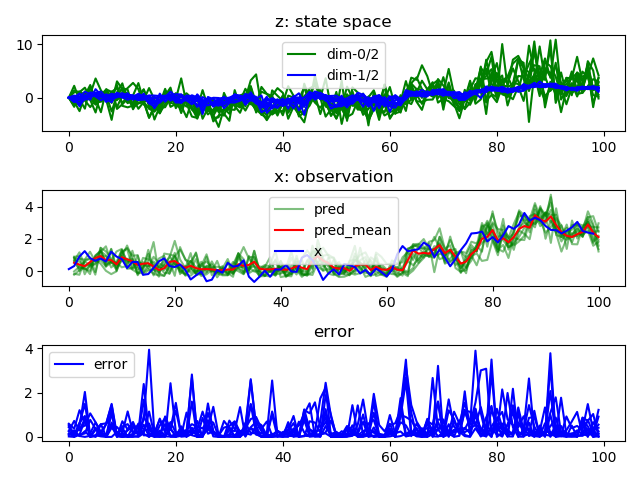 z: state space
10
0
dim-0/2
dim-1/2
0 20 40 60 80 100
x: observation
4
2
0
pred
pred_mean
x
0 20 40 60 80 100
error
4
2
0
error
0 20 40 60 80 100